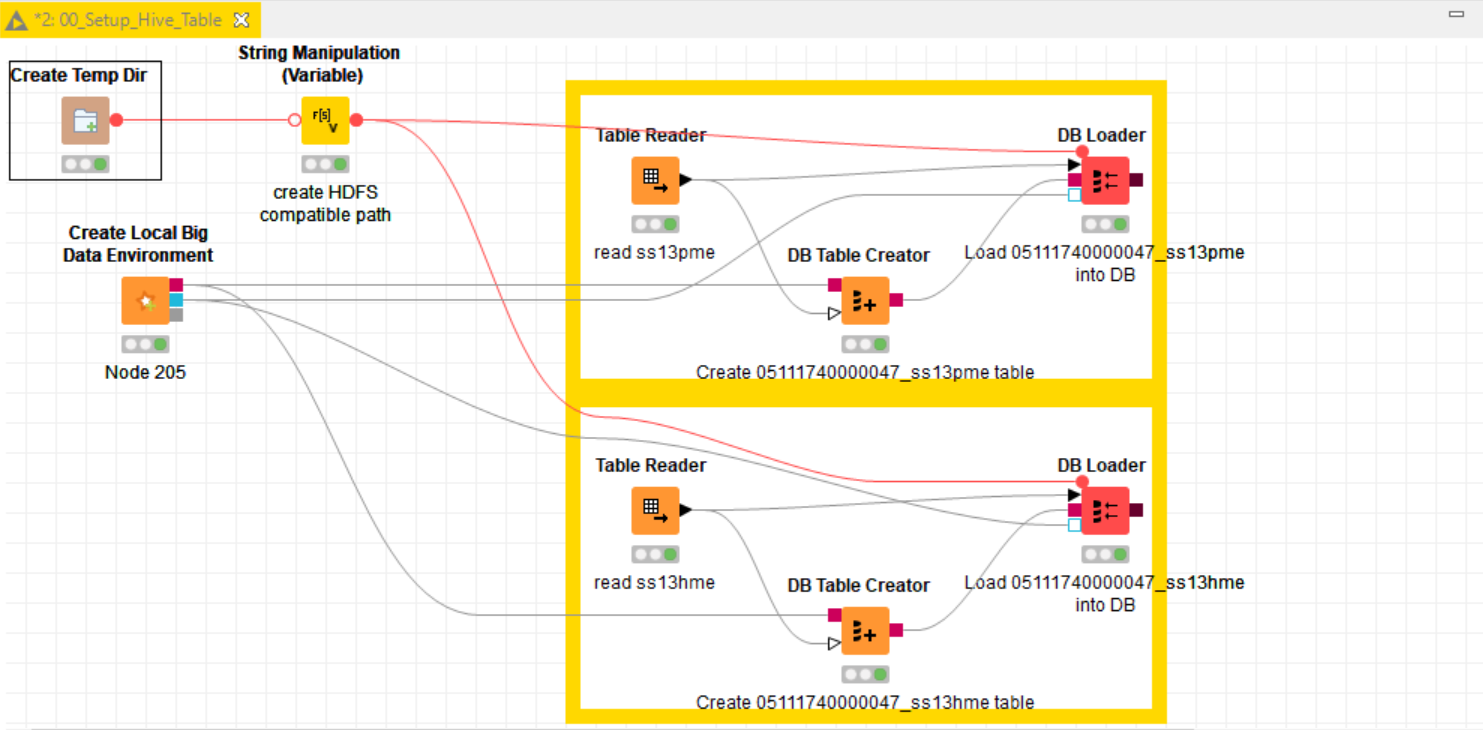 *2: 00_Setup_Hive_Table
Create Temp Dir
String Manipulation
(Variable)
F[S]
V
create HDFS
compatible path
Create Local Big
Data Environment
Node 205
Table Reader
read ss13pme
DB Table Creator
Create 05111740000047_ss13pme table
DB Loader
Load 05111740000047_ss13pme
into DB
Table Reader
read ss13hme
DB Table Creator
Create 05111740000047_ss13hme table
DB Loader
Load 05111740000047_ss13hme
into DB